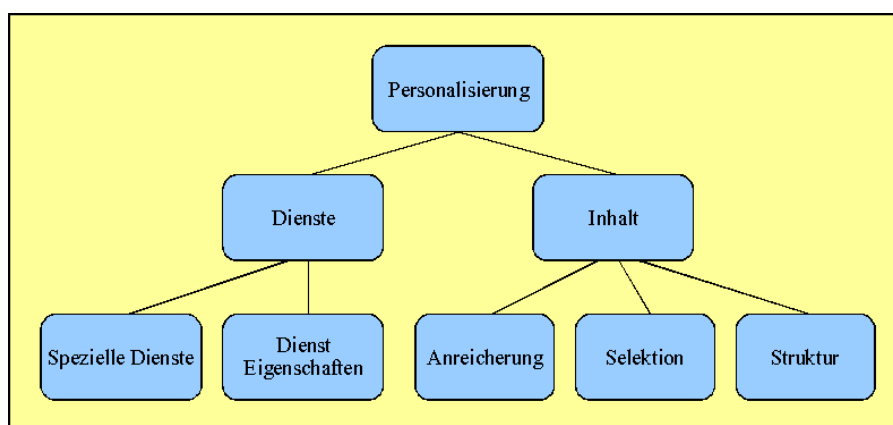 Personalisierung
Dienste
Inhalt
Spezielle Dienste
Dienst
Eigenschaften
Anreicherung
Selektion
Struktur